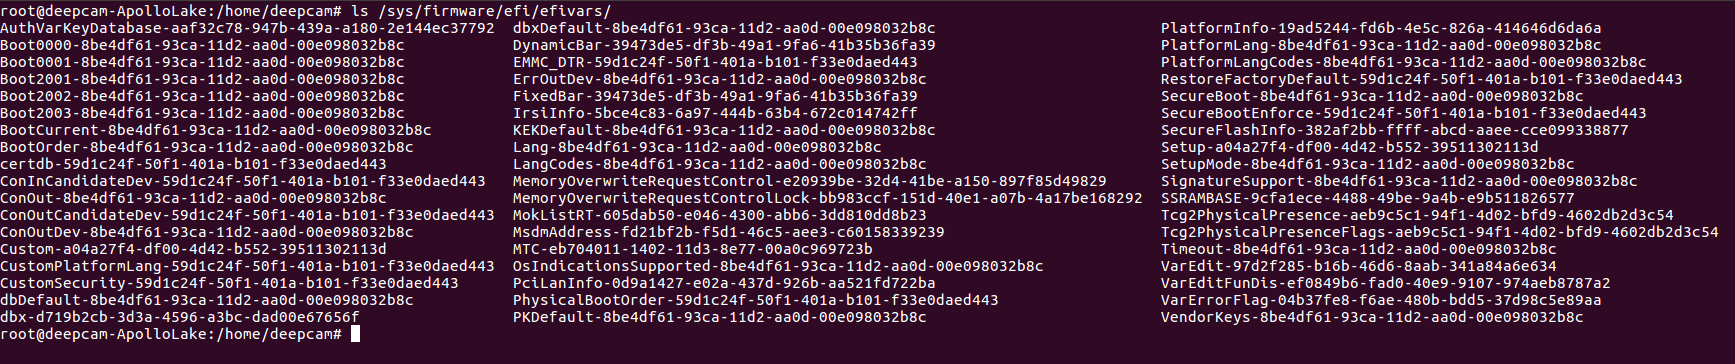 root@deepcam-ApolloLake:/home/deepcam# ls /sys/firmware/efi/efivars/
AuthVarKeyDatabase-aaf32c78-947b-439a-a180-2e144ec37792 dbxDefault-8be4df61-93ca-11d2-aa0d-00e098032b8c PlatformInfo-19ad5244-fd6b-4e5c-826a-414646d6da6a
Boot0000-8be4df61-93ca-11d2-aa0d-00e098032b8c DynamicBar-39473de5-df3b-49a1-9fa6-41b35b36fa39 PlatformLang-8be4df61-93ca-11d2-aa0d-00e098032b8c
Boot0001-8be4df61-93ca-11d2-aa0d-00e098032b8c EMMC_DTR-59d1c24f-50f1-401a-b101-f33e0daed443 PlatformLangCodes-8be4df61-93ca-11d2-aa0d-00e098032b8c
Boot2001-8be4df61-93ca-11d2-aa0d-00e098032b8c ErrOutDev-8be4df61-93ca-11d2-aa0d-00e098032b8c RestoreFactoryDefault-59d1c24f-50f1-401a-b101-f33e0daed443
Boot2002-8be4df61-93ca-11d2-aa0d-00e098032b8c FixedBar-39473de5-df3b-49a1-9fa6-41b35b36fa39 SecureBoot-8be4df61-93ca-11d2-aa0d-00e098032b8c
Boot2003-8be4df61-93ca-11d2-aa0d-00e098032b8c IrsiInfo-5bce4c83-6a97-444b-63b4-672c014742ff SecureBootEnforce-59d1c24f-50f1-401a-b101-f33e0daed443
BootCurrent-8be4df61-93ca-11d2-aa0d-00e098032b8c KEKDefault-8be4df61-93ca-11d2-aa0d-00e098032b8c SecureFlashInfo-382af2bb-ffff-abcd-aaee-cce099338877
BootOrder-8be4df61-93ca-11d2-aa0d-00e098032b8c Lang-8be4df61-93ca-11d2-aa0d-00e098032b8c Setup-a04a27f4-df00-4d42-b552-39511302113d
certdb-59d1c24f-50f1-401a-b101-f33e0daed443 LangCodes-8be4df61-93ca-11d2-aa0d-00e098032b8c SetupMode-8be4df61-93ca-11d2-aa0d-00e098032b8c
ConInCandidateDev-59d1c24f-50f1-401a-b101-f33e0daed443 MemoryOverwriteRequestControl-e20939be-32d4-41be-a150-897f85d49829 SignatureSupport-8be4df61-93ca-11d2-aa0d-00e098032b8c
ConOut-8be4df61-93ca-11d2-aa0d-00e098032b8c MemoryOverwriteRequestControlLock-bb983ccf-151d-40e1-a07b-4a17be168292 SSRAMBASE-9cfa1ece-4488-49be-9a4b-e9b511826577
ConOutCandidateDev-59d1c24f-50f1-401a-b101-f33e0daed443 MokListRT-605dab50-e046-4300-abb6-3dd810dd8b23 Tcg2PhysicalPresence-aeb9c5c1-94f1-4d02-bfd9-4602db2d3c54
ConOutDev-8be4df61-93ca-11d2-aa0d-00e098032b8c MsdmAddress-fd21bf2b-f5d1-46c5-aee3-c60158339239 Tcg2PhysicalPresenceFlags-aeb9c5c1-94f1-4d02-bfd9-4602db2d3c54
Custom-a04a27f4-df00-4d42-b552-39511302113d MTC-eb704011-1402-11d3-8e77-00a0c969723b Timeout-8be4df61-93ca-11d2-aa0d-00e098032b8c
CustomPlatformLang-59d1c24f-50f1-401a-b101-f33e0daed443 OsIndicationsSupported-8be4df61-93ca-11d2-aa0d-00e098032b8c VarEdit-97d2f285-b16b-46d6-8aab-341a84a6e634
CustomSecurity-59d1c24f-50f1-401a-b101-f33e0daed443 PciLanInfo-0d9a1427-e02a-437d-926b-aa521fd722ba VarEditFunDis-ef0849b6-fad0-40e9-9107-974aeb8787a2
dbDefault-8be4df61-93ca-11d2-aa0d-00e098032b8c PhysicalBootOrder-59d1c24f-50f1-401a-b101-f33e0daed443 VarErrorFlag-04b37fe8-f6ae-480b-bdd5-37d98c5e89aa
dbx-d719b2cb-3d3a-4596-a3bc-dad00e67656f PKDefault-8be4df61-93ca-11d2-aa0d-00e098032b8c VendorKeys-8be4df61-93ca-11d2-aa0d-00e098032b8c
root@deepcam-ApolloLake:/home/deepcam#